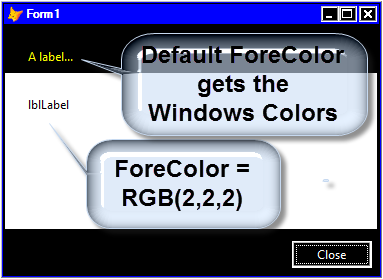 Form1
A label...
Default ForeColor
gets the
Windows Colors
lblLabel
ForeColor =
RGB(2,2,2)
Close